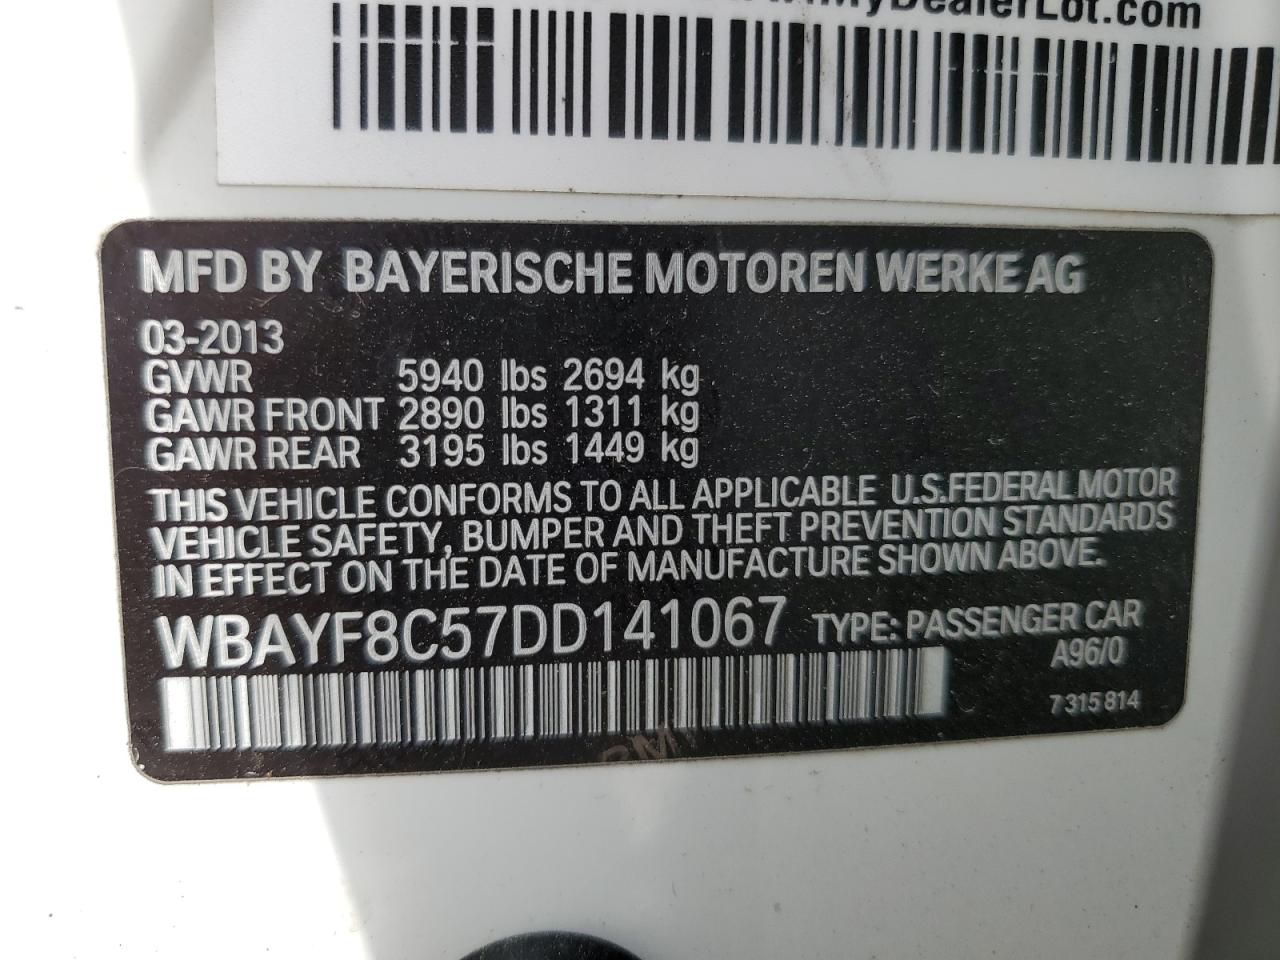 MyDealerLot.com
MFD BY BAYERISCHE MOTOREN WERKE AG
03-2013
GVWR 5940 lbs 2694 kg
GAWR FRONT 2890 lbs 1311 kg
GAWR REAR 3195 lbs 1449 kg
THIS VEHICLE CONFORMS TO ALL APPLICABLE U.S.FEDERAL MOTOR
VEHICLE SAFETY, BUMPER AND THEFT PREVENTION STANDARDS
IN EFFECT ON THE DATE OF MANUFACTURE SHOWN ABOVE.
WBAYF8C57DD141067 TYPE: PASSENGER CAR
A96/0
7 315 814